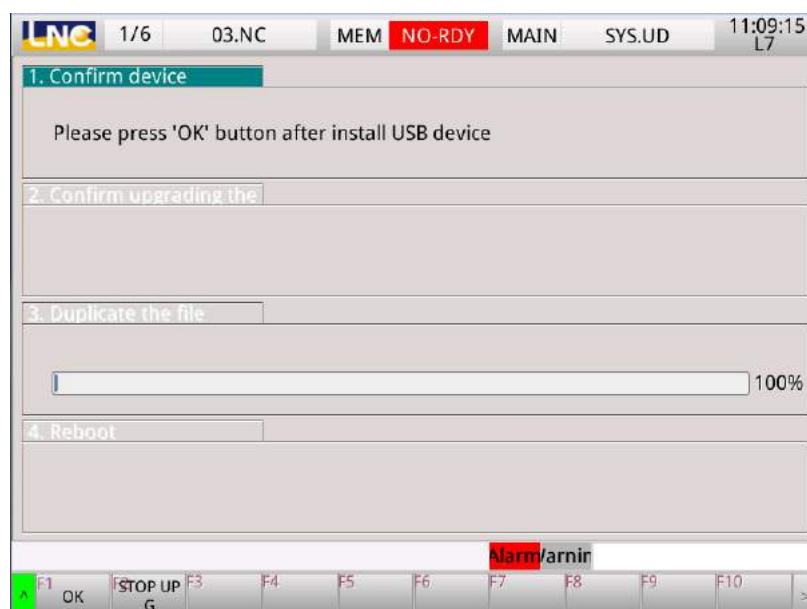 LNC 1/6 03.NC MEM NO-RDY MAIN SYS.UD 11:09:15
L7
1. Confirm device
Please press 'OK' button after install USB device
2. Confirm upgrading the
3. Duplicate the file
100%
4. Reboot
Alarm/arnin
^ F1 OK F2 STOP UP F3 F4 F5 F6 F7 F8 F9 F10 >
G